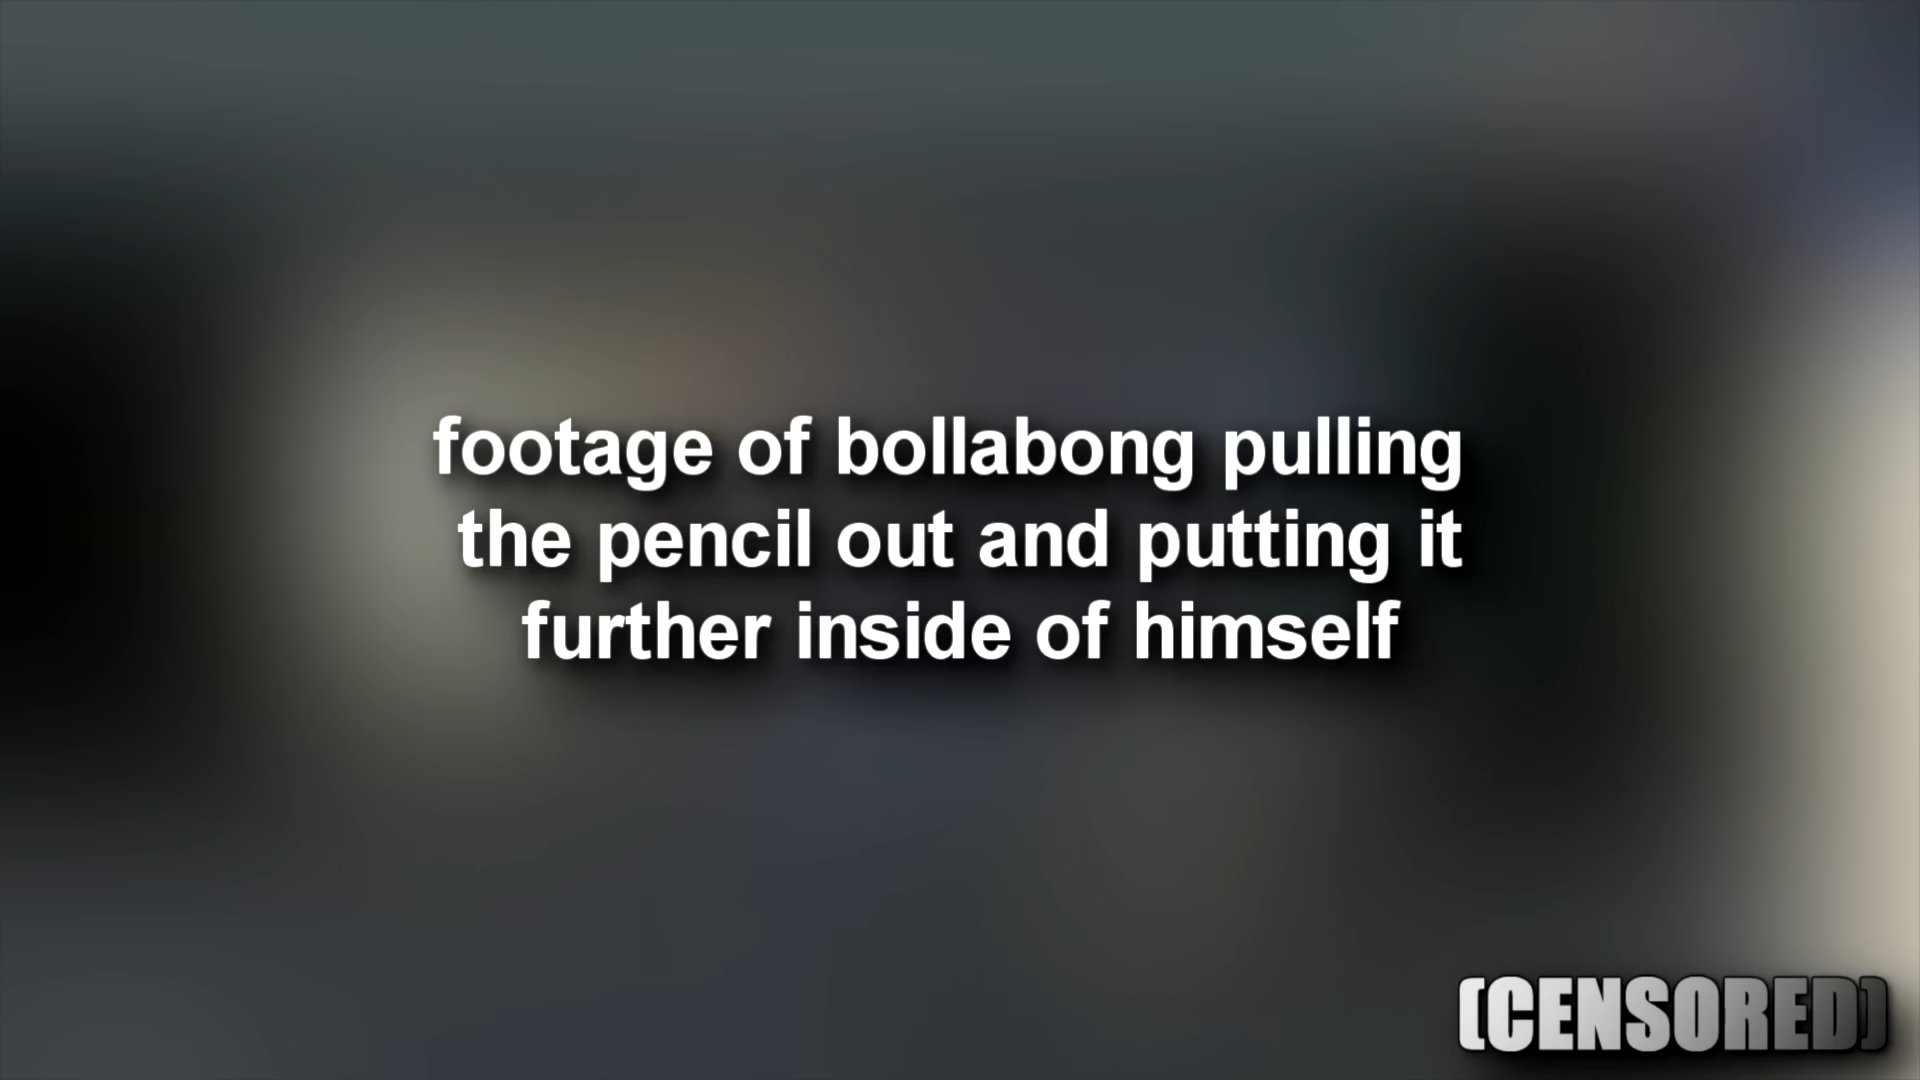 footage of bollabong pulling
the pencil out and putting it
further inside of himself
(CENSORED)